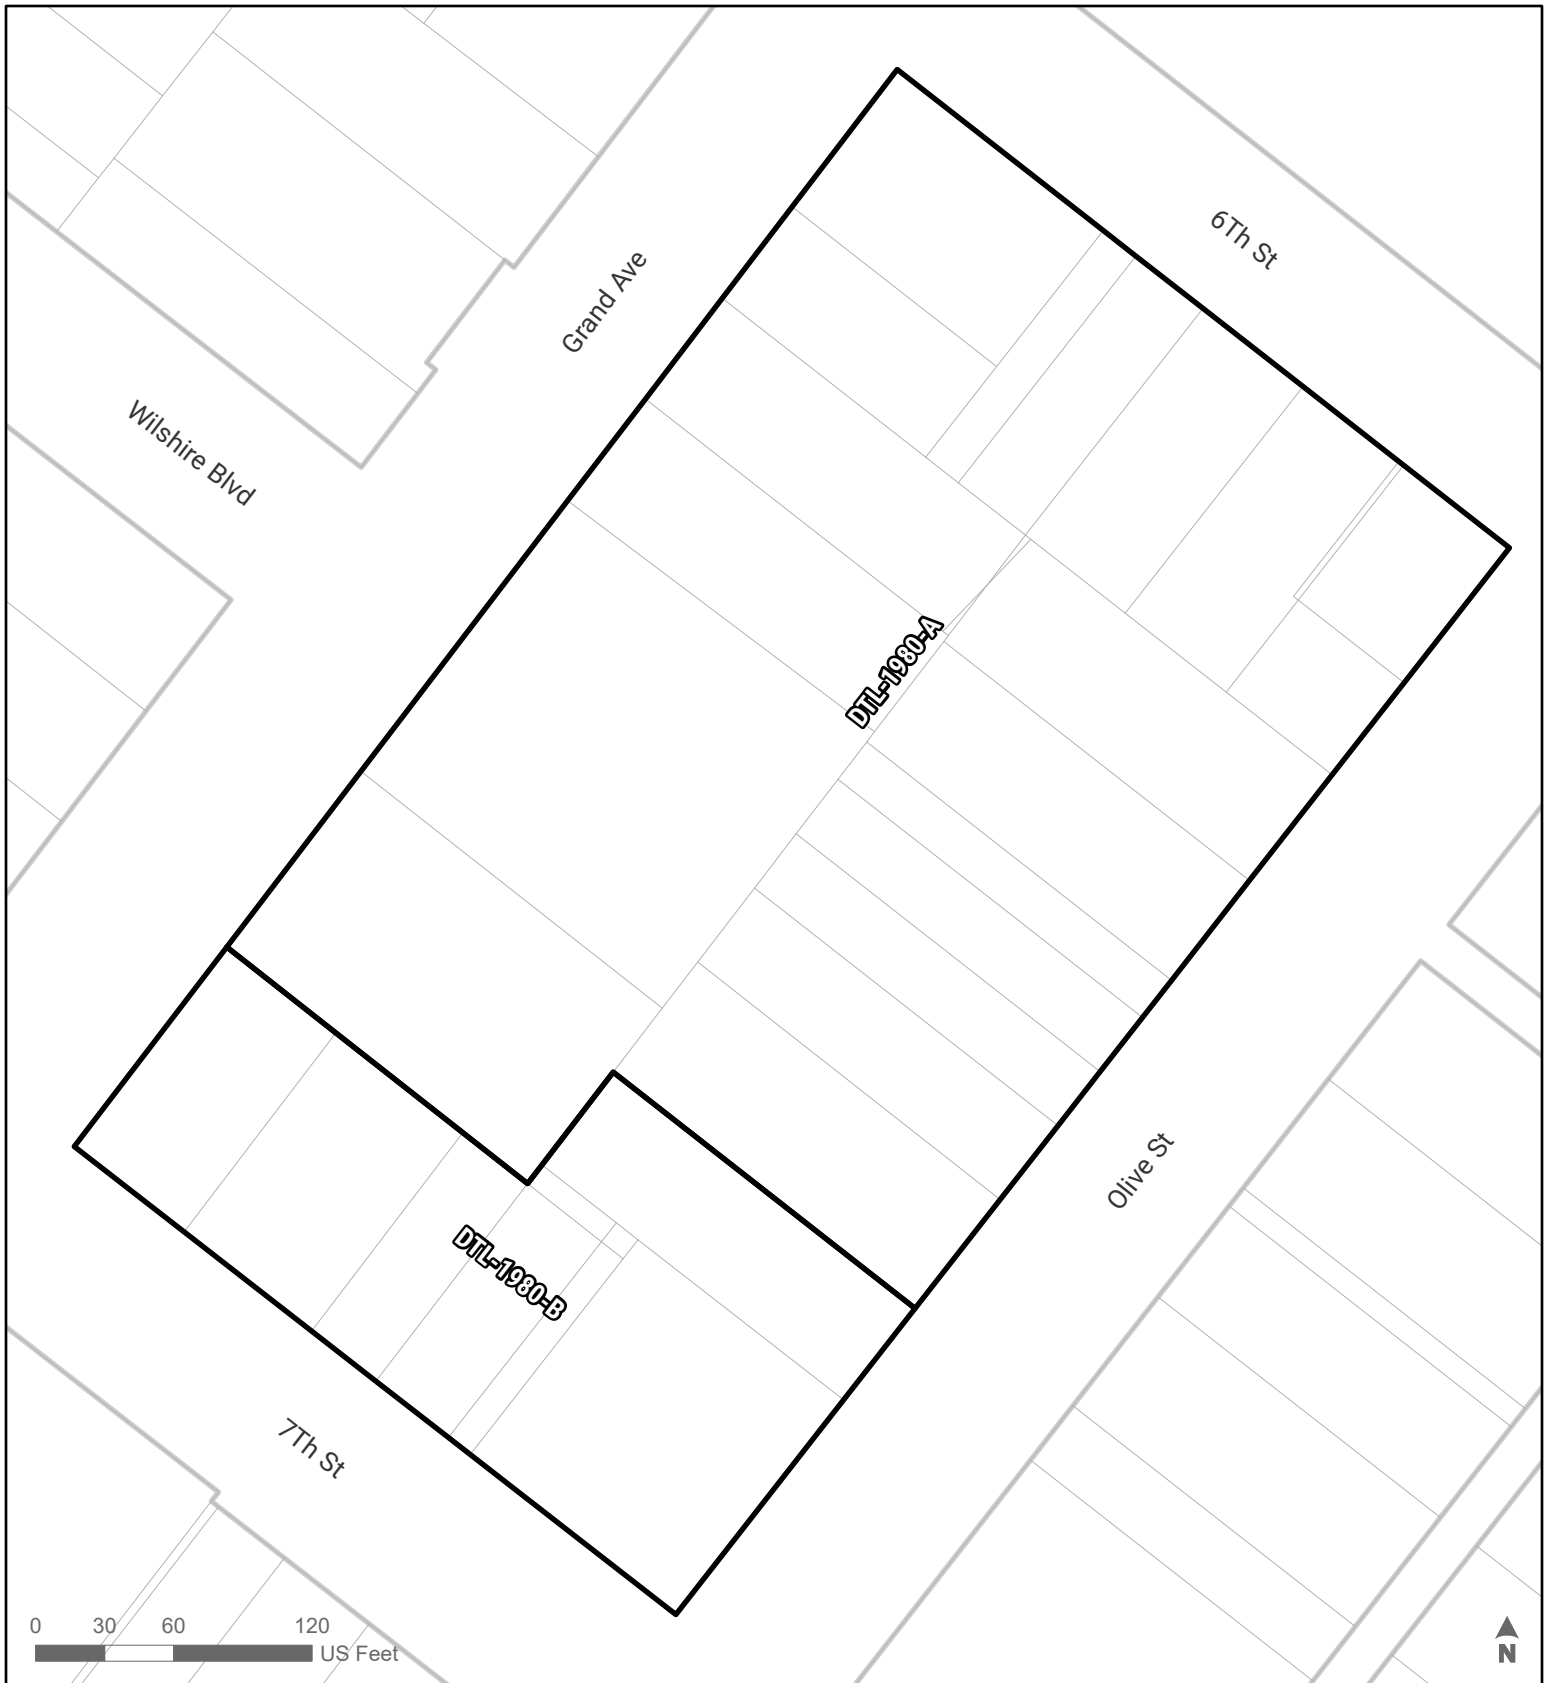 6Th St
Grand Ave
Wilshire Blvd
DTL-1980-A
Olive St
DTL-1980-B
7Th St
0 30 60 120
US Feet
N